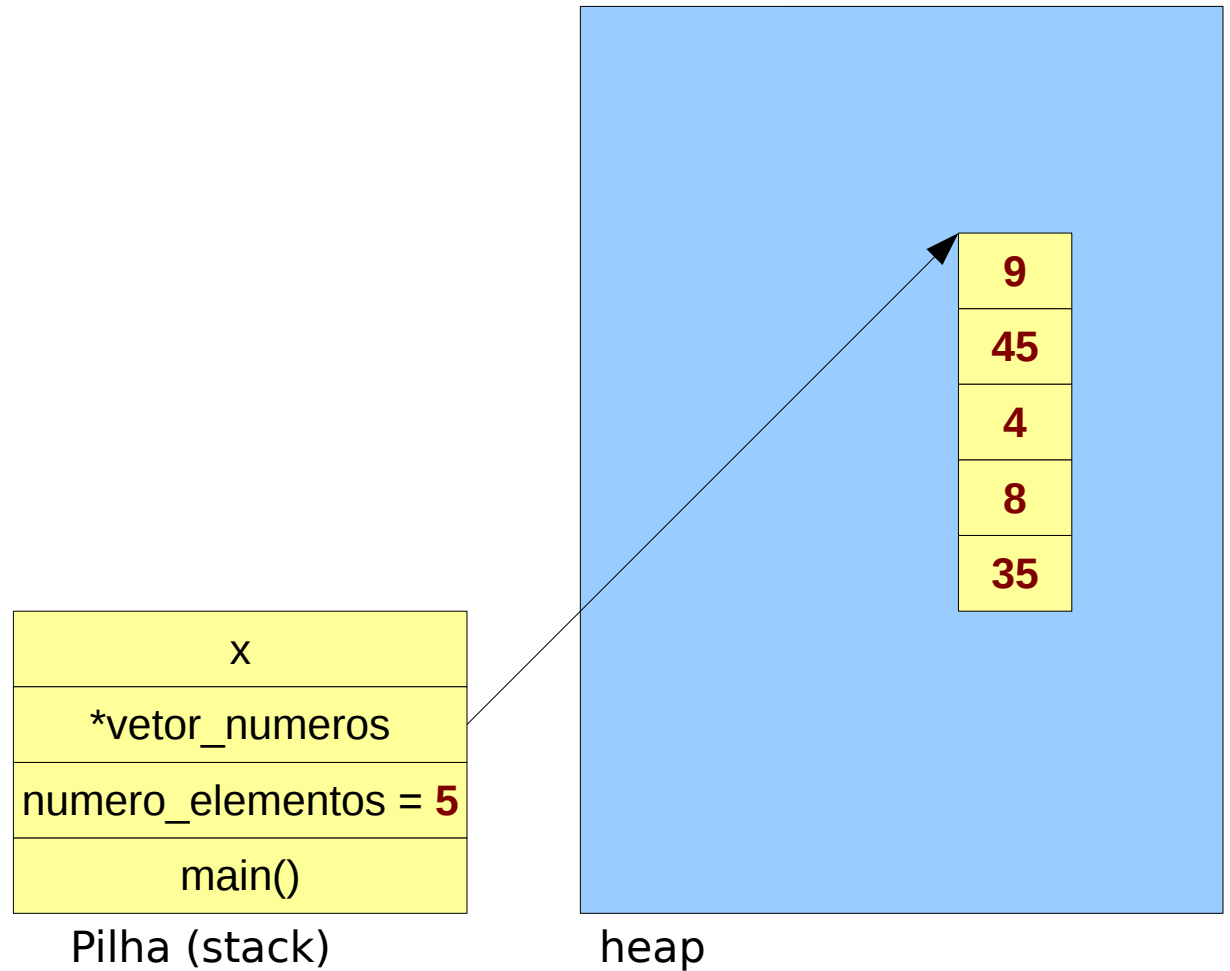 9
45
4
8
35
x
*vetor_numeros
numero_elementos = 5
main()
Pilha (stack)
heap